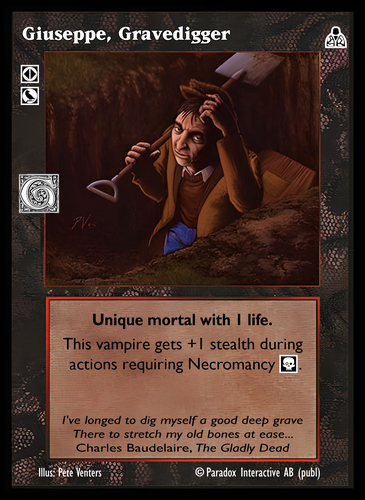 Giuseppe, Gravedigger
Unique mortal with 1 life.
This vampire gets +1 stealth during
actions requiring Necromancy .
I've longed to dig myself a good deep grave
There to stretch my old bones at ease...
Charles Baudelaire, The Gladly Dead
Illus: Pete Venters © Paradox Interactive AB (publ)